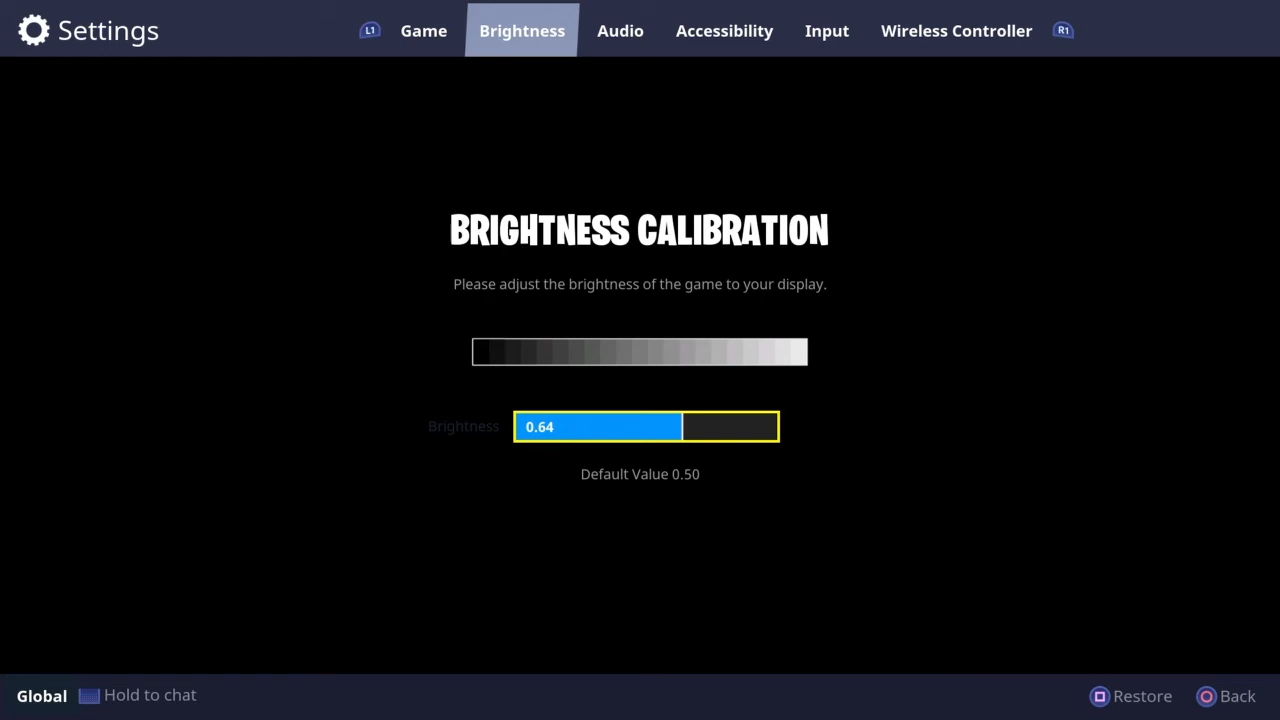 Settings
L1 Game Brightness Audio Accessibility Input Wireless Controller R1
BRIGHTNESS CALIBRATION
Please adjust the brightness of the game to your display.
Brightness 0.64
Default Value 0.50
Global Hold to chat Restore Back